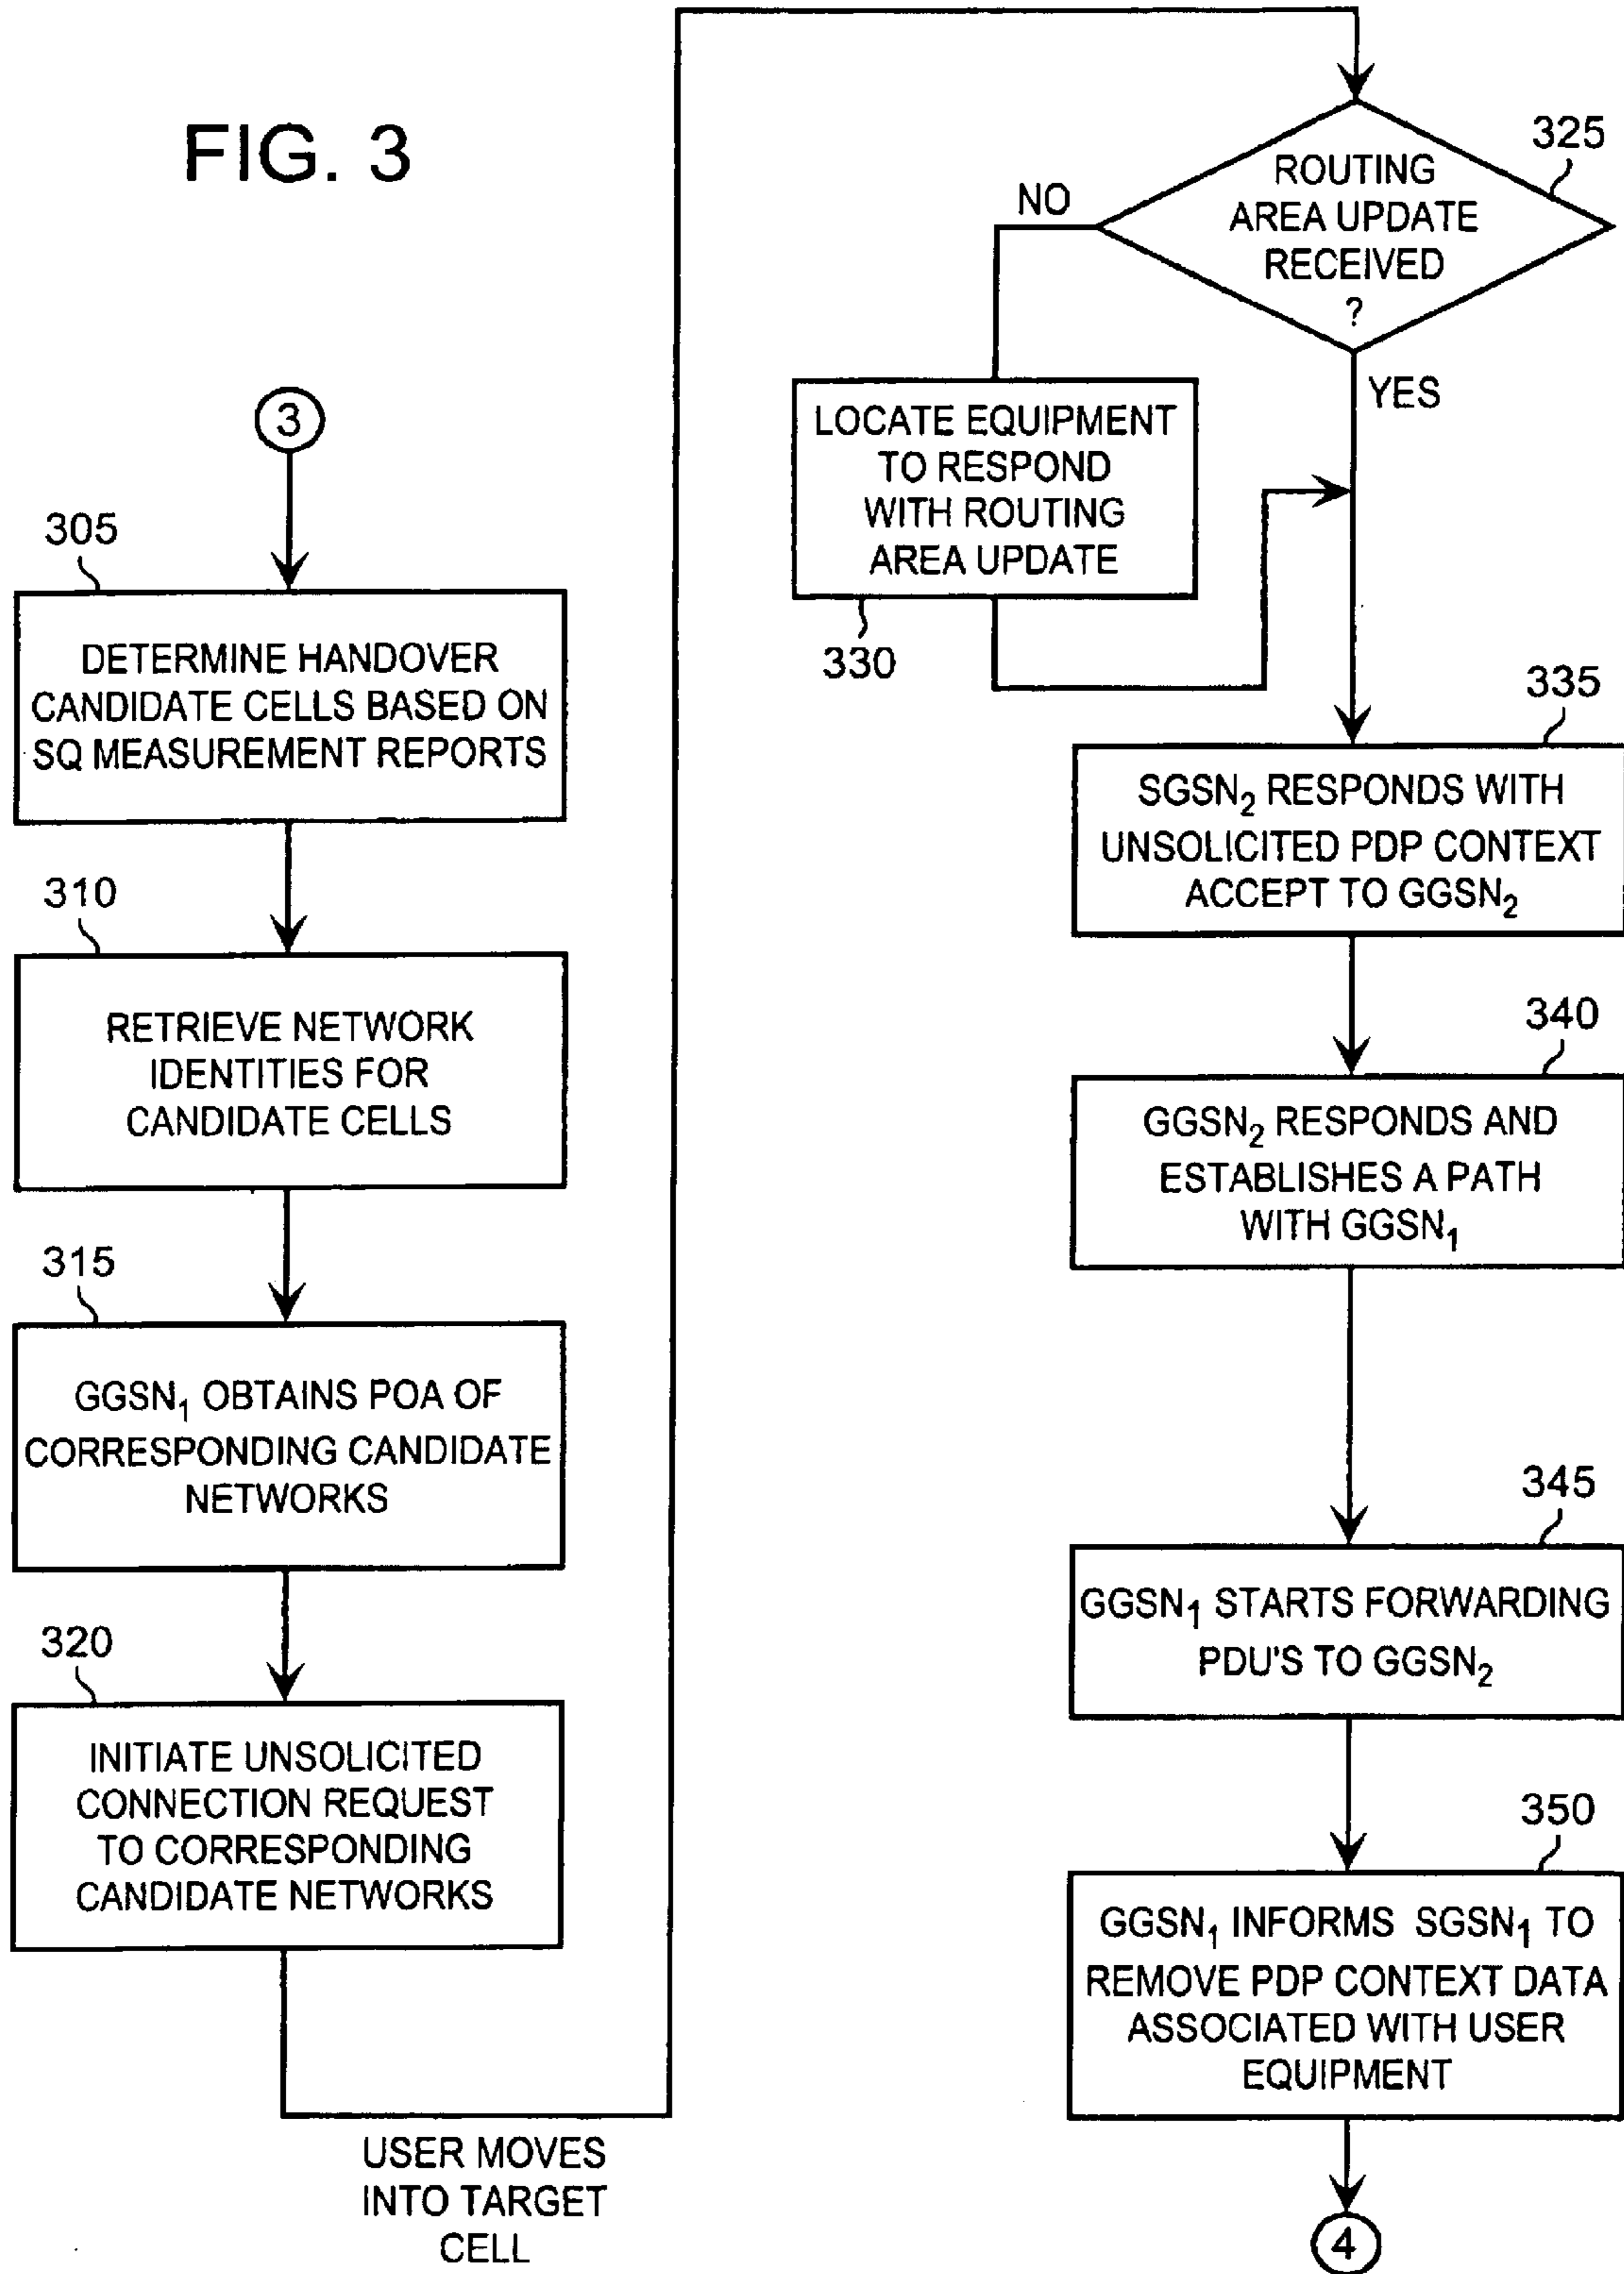 FIG. 3
3
305
DETERMINE HANDOVER
CANDIDATE CELLS BASED ON
SQ MEASUREMENT REPORTS
310
RETRIEVE NETWORK
IDENTITIES FOR
CANDIDATE CELLS
315
GGSN₁ OBTAINS POA OF
CORRESPONDING CANDIDATE
NETWORKS
320
INITIATE UNSOLICITED
CONNECTION REQUEST
TO CORRESPONDING
CANDIDATE NETWORKS
USER MOVES
INTO TARGET
CELL
325
ROUTING
AREA UPDATE
RECEIVED
?
NO
YES
LOCATE EQUIPMENT
TO RESPOND
WITH ROUTING
AREA UPDATE
330
335
SGSN₂ RESPONDS WITH
UNSOLICITED PDP CONTEXT
ACCEPT TO GGSN₂
340
GGSN₂ RESPONDS AND
ESTABLISHES A PATH
WITH GGSN₁
345
GGSN₁ STARTS FORWARDING
PDU'S TO GGSN₂
350
GGSN₁ INFORMS SGSN₁ TO
REMOVE PDP CONTEXT DATA
ASSOCIATED WITH USER
EQUIPMENT
4